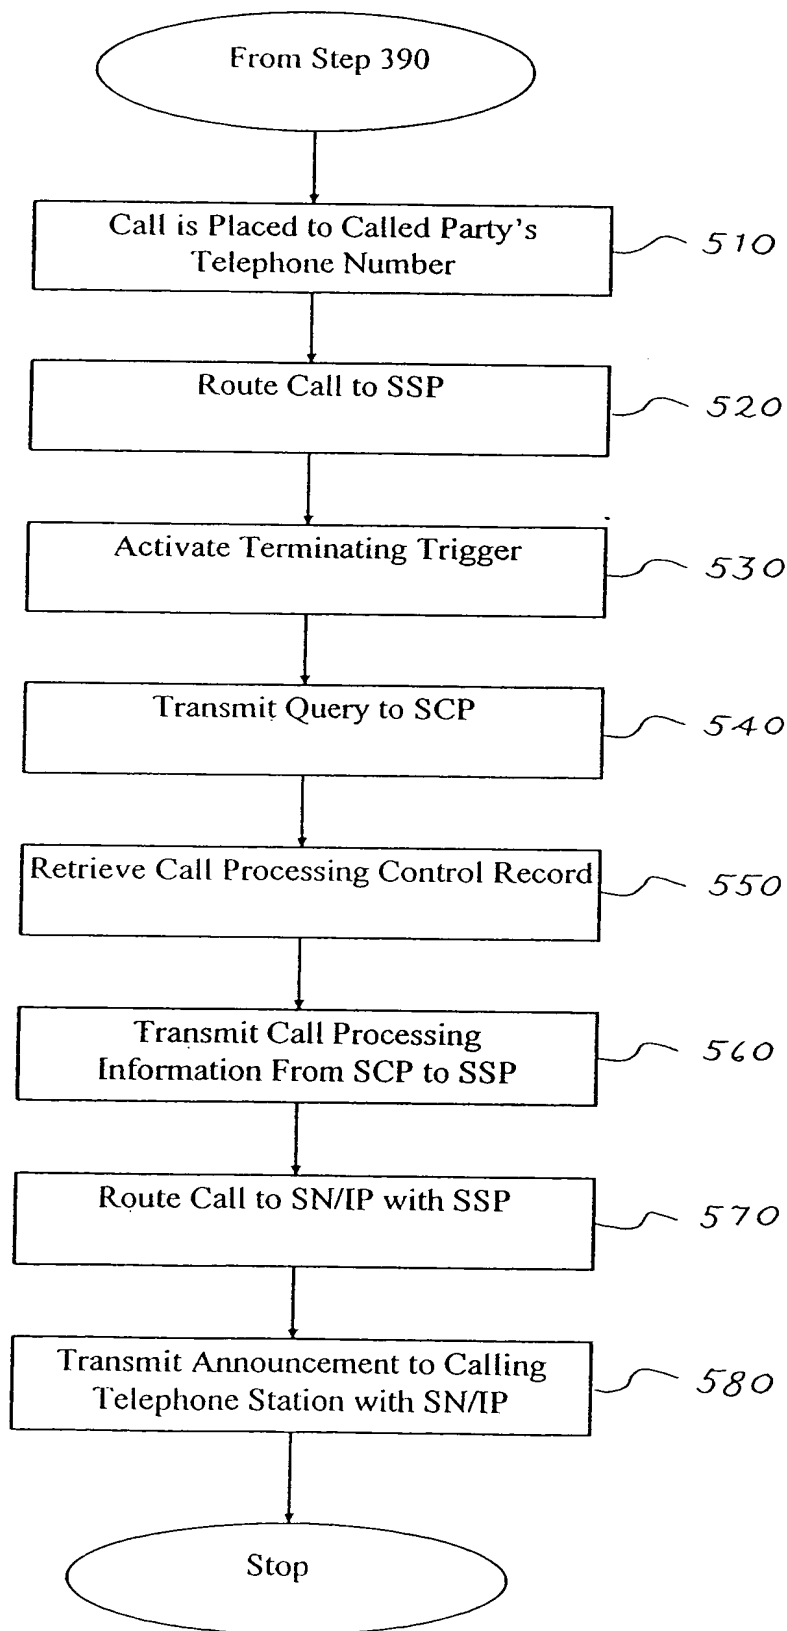 From Step 390
Call is Placed to Called Party's
Telephone Number
510
Route Call to SSP
520
Activate Terminating Trigger
530
Transmit Query to SCP
540
Retrieve Call Processing Control Record
550
Transmit Call Processing
Information From SCP to SSP
560
Route Call to SN/IP with SSP
570
Transmit Announcement to Calling
Telephone Station with SN/IP
580
Stop